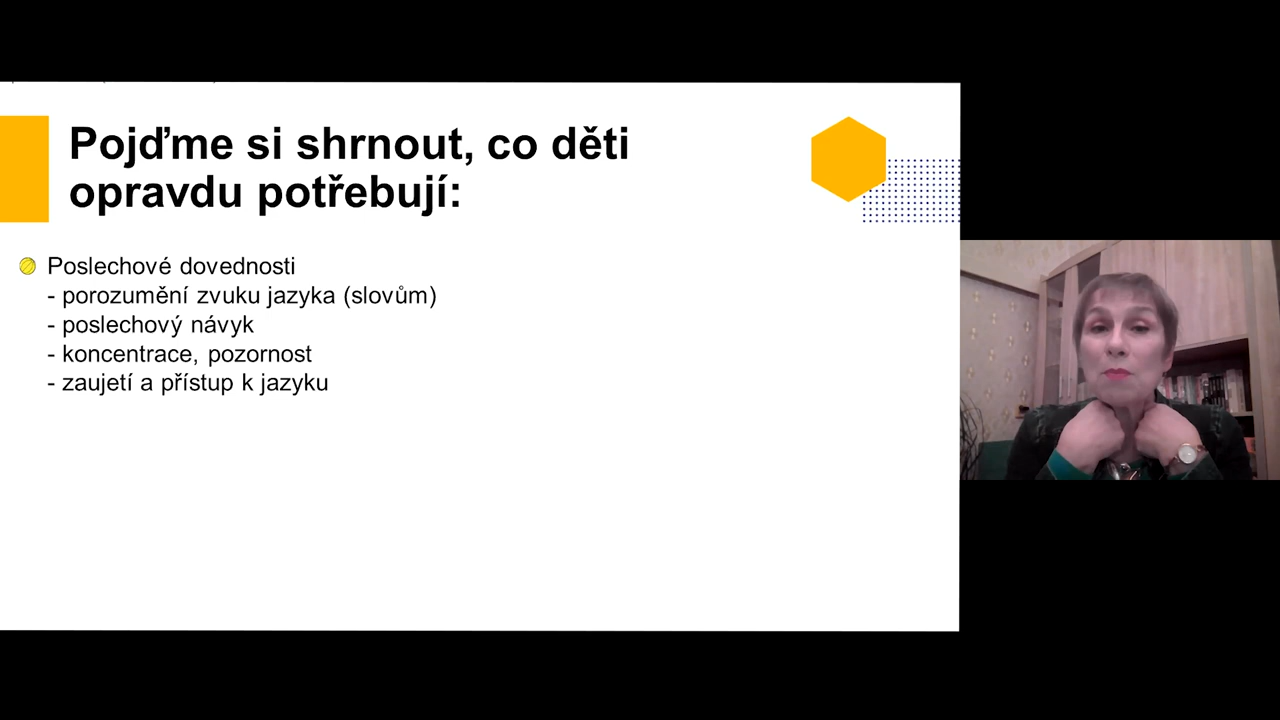 Pojďme si shrnout, co děti
opravdu potřebují:
Poslechové dovednosti
- porozumění zvuku jazyka (slovům)
- poslechový návyk
- koncentrace, pozornost
- zaujetí a přístup k jazyku